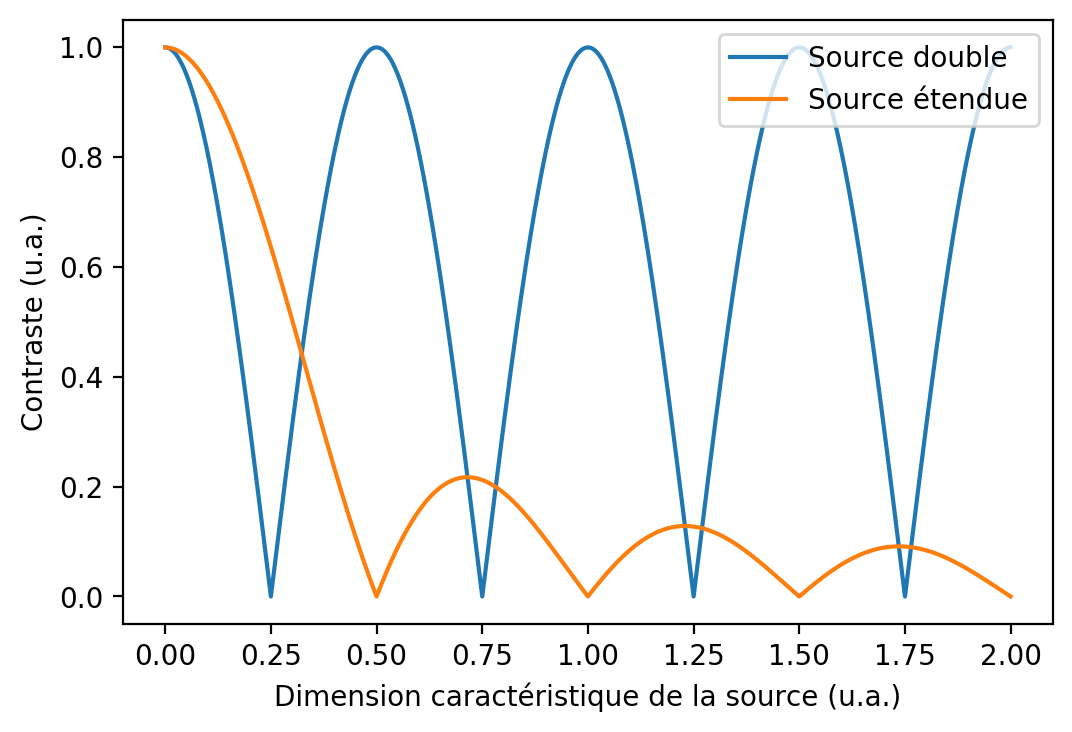 Contraste (u.a.)
1.0
0.8
0.6
0.4
0.2
0.0
Source double
Source étendue
0.00 0.25 0.50 0.75 1.00 1.25 1.50 1.75 2.00
Dimension caractéristique de la source (u.a.)